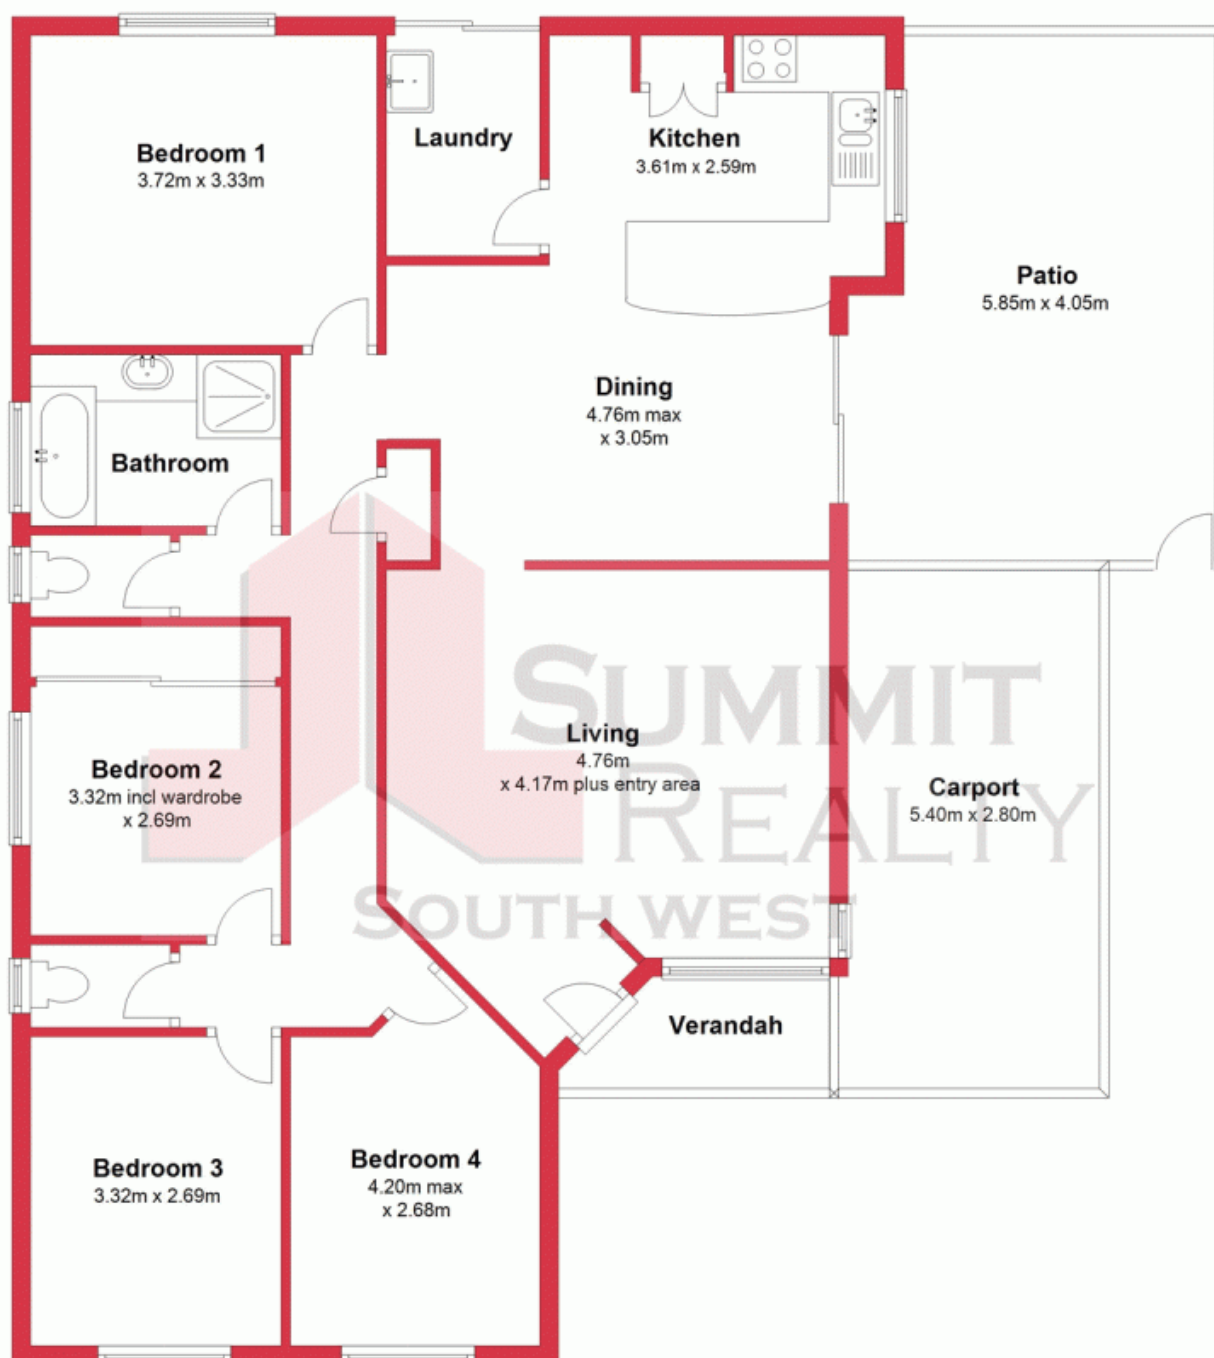 Bedroom 1
3.72m x 3.33m
Laundry
Kitchen
3.61m x 2.59m
Patio
5.85m x 4.05m
Dining
4.76m max
x 3.05m
Bathroom
SUMMIT
REALTY
SOUTH WEST
Living
4.76m
x 4.17m plus entry area
Bedroom 2
3.32m incl wardrobe
x 2.69m
Carport
5.40m x 2.80m
Verandah
Bedroom 3
3.32m x 2.69m
Bedroom 4
4.20m max
x 2.68m